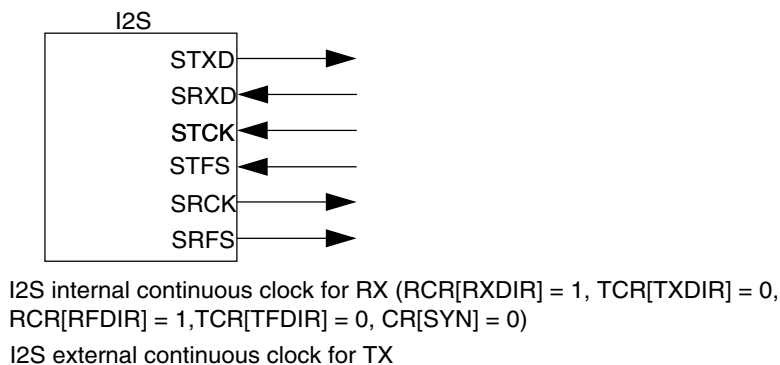 I2S
STXD
SRXD
STCK
STFS
SRCK
SRFS
I2S internal continuous clock for RX (RCR[RXDIR] = 1, TCR[TXDIR] = 0,
RCR[RFDIR] = 1,TCR[TFDIR] = 0, CR[SYN] = 0)
I2S external continuous clock for TX